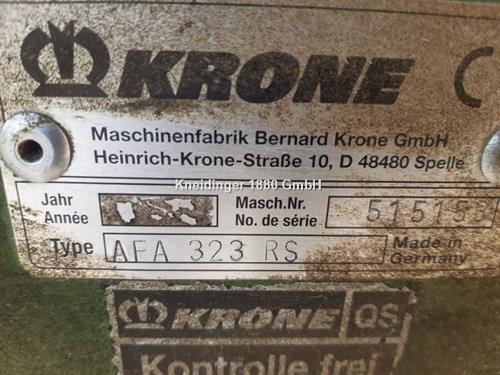 KRONE
Maschinenfabrik Bernard Krone GmbH
Heinrich-Krone-Straße 10, D 48480 Spelle
Kneidinger 1880 GmbH
Jahr
Année
Masch.Nr.
No. de série
Type AFA 323 RS
Made in
Germany
KRONE QS
Kontrolle frei